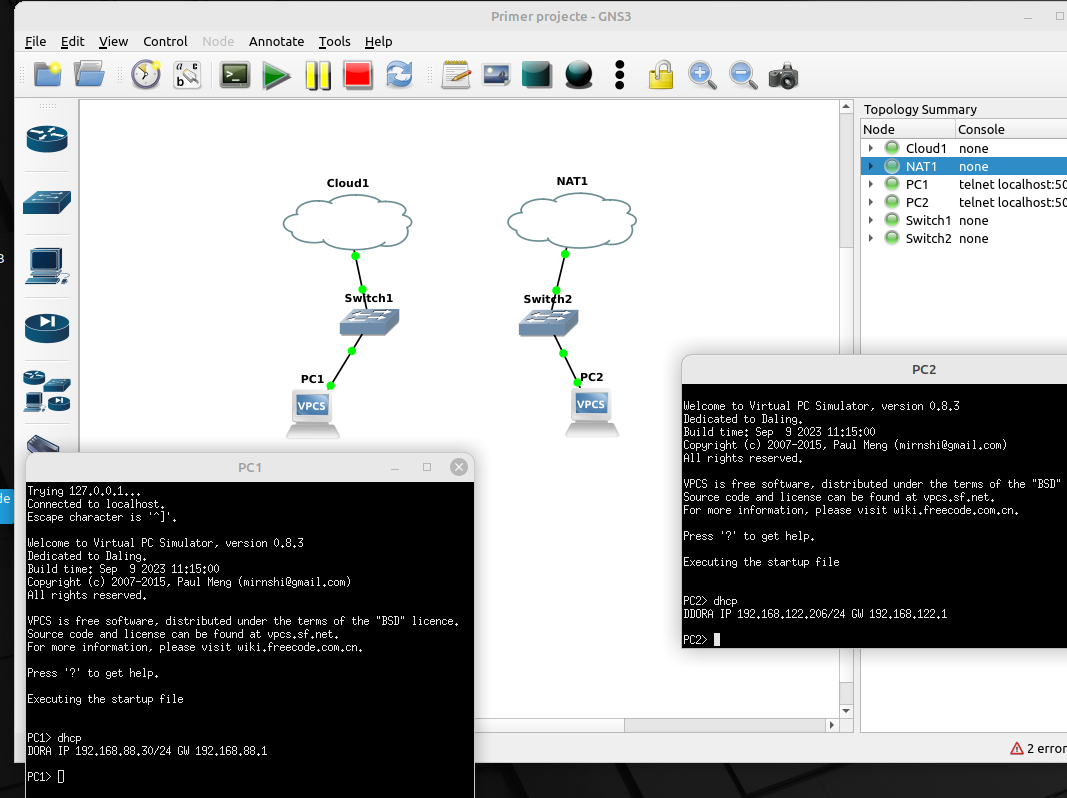 Primer projecte - GNS3
File Edit View Control Node Annotate Tools Help
Topology Summary
Node Console
Cloud1 none
NAT1 none
PC1 telnet localhost:50
PC2 telnet localhost:50
Switch1 none
Switch2 none
Cloud1
NAT1
Switch1
Switch2
PC1
VPCS
PC2
VPCS
3
de
PC2
Welcome to Virtual PC Simulator, version 0.8.3
Dedicated to Daling.
Build time: Sep  9 2023 11:15:00
Copyright (c) 2007-2015, Paul Meng (mirnshi@gmail.com)
All rights reserved.
VPCS is free software, distributed under the terms of the "BSD"
Source code and license can be found at vpcs.sf.net.
For more information, please visit wiki.freecode.com.cn.
Press '?' to get help.
Executing the startup file
PC2> dhcp
DDORA IP 192.168.122.206/24 GW 192.168.122.1
PC2>
PC1
Trying 127.0.0.1...
Connected to localhost.
Escape character is '^]'.
Welcome to Virtual PC Simulator, version 0.8.3
Dedicated to Daling.
Build time: Sep  9 2023 11:15:00
Copyright (c) 2007-2015, Paul Meng (mirnshi@gmail.com)
All rights reserved.
VPCS is free software, distributed under the terms of the "BSD" licence.
Source code and license can be found at vpcs.sf.net.
For more information, please visit wiki.freecode.com.cn.
Press '?' to get help.
Executing the startup file
PC1> dhcp
DORA IP 192.168.88.30/24 GW 192.168.88.1
PC1>
2 error